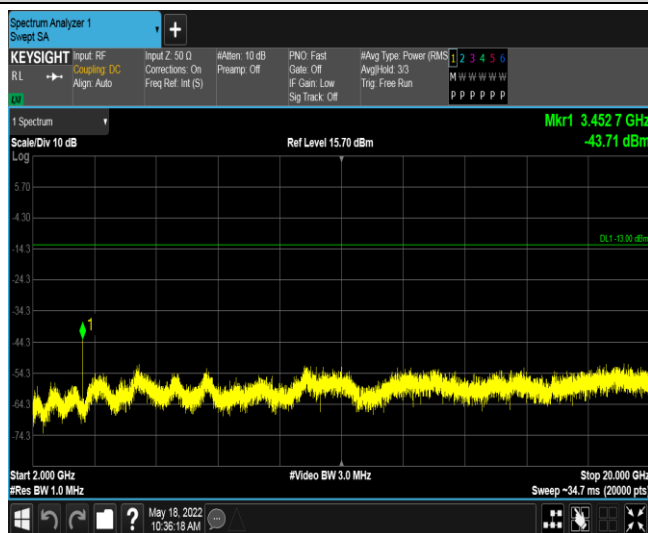 Spectrum Analyzer 1
Swept SA
KEYSIGHT Input: RF Input Z: 50 Ω #Atten: 10 dB PNO: Fast #Avg Type: Power (RMS 1 2 3 4 5 6
RL Coupling: DC Corrections: On Preamp: Off Gate: Off Avg|Hold: 3/3 M W W W W W
Align: Auto Freq Ref: Int (S) IF Gain: Low Trig: Free Run
Sig Track: Off P P P P P P
1 Spectrum Mkr1 3.452 7 GHz
Scale/Div 10 dB Ref Level 15.70 dBm -43.71 dBm
Log
5.70
-4.30
DL1 -13.00 dBm
-14.3
-24.3
-34.3
1
-44.3
-54.3
-64.3
-74.3
Start 2.000 GHz #Video BW 3.0 MHz Stop 20.000 GHz
#Res BW 1.0 MHz Sweep ~34.7 ms (20000 pts)
? May 18, 2022
10:36:18 AM